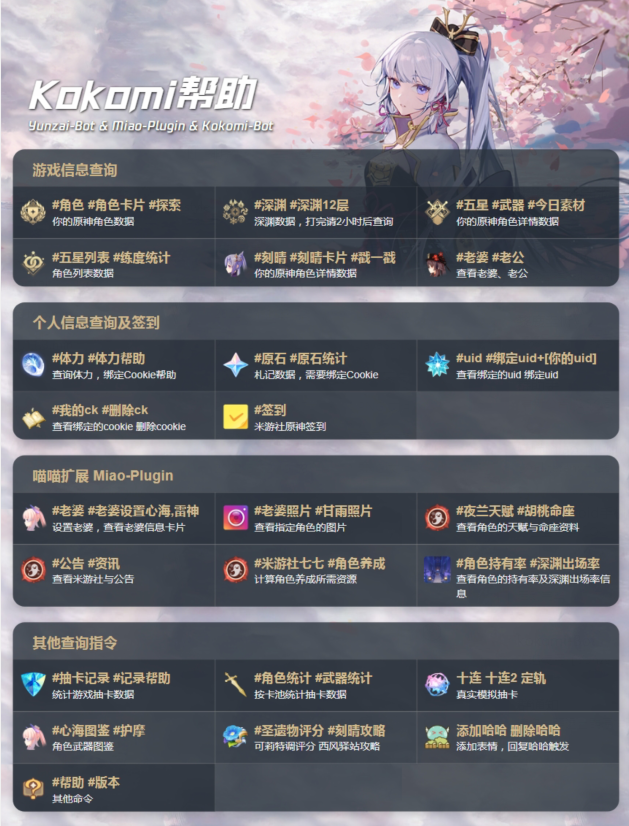 Kokomi帮助
Yunzai-Bot & Miao-Plugin & Kokomi-Bot
游戏信息查询
#角色 #角色卡片 #探索
你的原神角色数据
#深渊 #深渊12层
深渊数据，打完请2小时后查询
#五星 #武器 #今日素材
你的原神角色详情数据
#五星列表 #练度统计
角色列表数据
#刻晴 #刻晴卡片 #戳一戳
你的原神角色详情数据
#老婆 #老公
查看老婆、老公
个人信息查询及签到
#体力 #体力帮助
查询体力，绑定Cookie帮助
#原石 #原石统计
札记数据，需要绑定Cookie
#uid #绑定uid+[你的uid]
查看绑定的uid 绑定uid
#我的ck #删除ck
查看绑定的cookie 删除cookie
#签到
米游社原神签到
喵喵扩展 Miao-Plugin
#老婆 #老婆设置心海,雷神
设置老婆，查看老婆信息卡片
#老婆照片 #甘雨照片
查看指定角色的图片
#夜兰天赋 #胡桃命座
查看角色的天赋与命座资料
#公告 #资讯
查看米游社与公告
#米游社七七 #角色养成
计算角色养成所需资源
#角色持有率 #深渊出场率
查看角色的持有率及深渊出场率信
息
其他查询指令
#抽卡记录 #记录帮助
统计游戏抽卡数据
#角色统计 #武器统计
按卡池统计抽卡数据
十连 十连2 定轨
真实模拟抽卡
#心海图鉴 #护摩
角色武器图鉴
#圣遗物评分 #刻晴攻略
可莉特调评分 西风驿站攻略
添加哈哈 删除哈哈
添加表情，回复哈哈触发
#帮助 #版本
其他命令